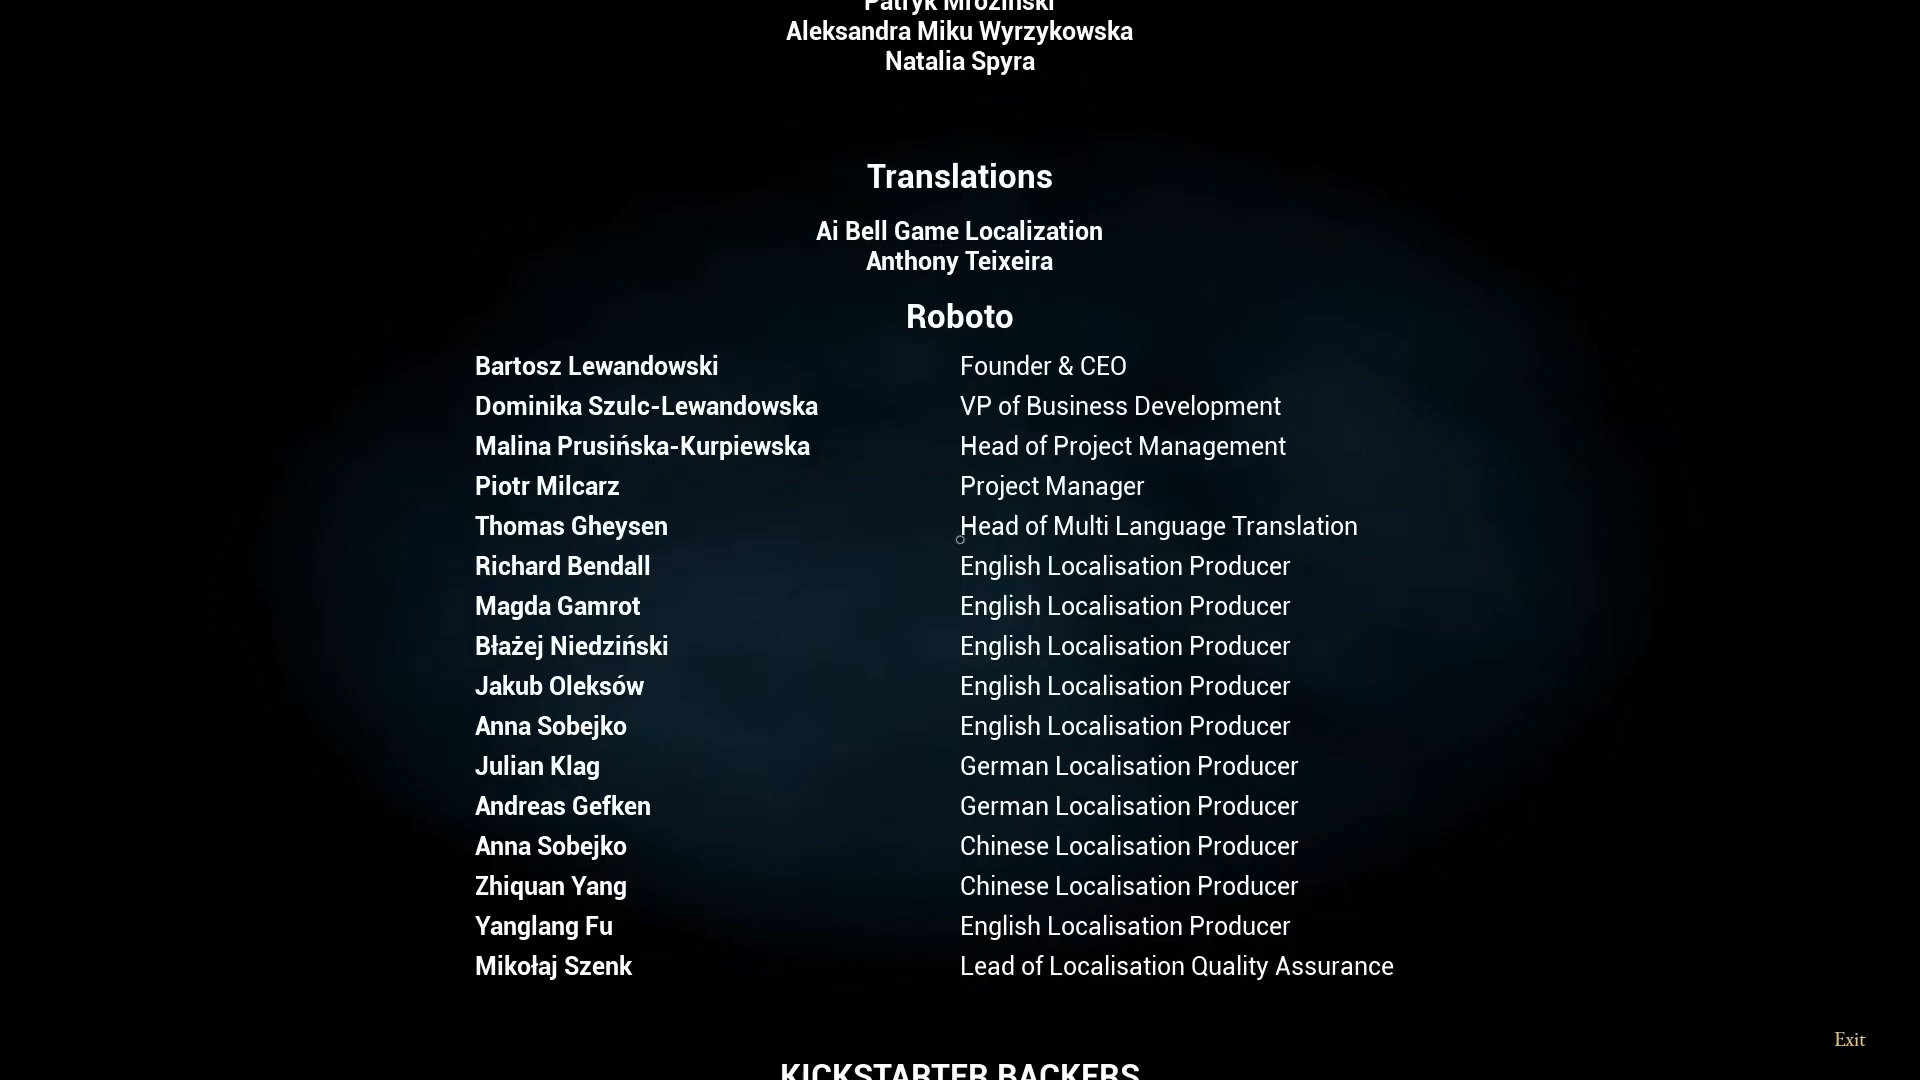 Patryk Mroziński
Aleksandra Miku Wyrzykowska
Natalia Spyra
Translations
Ai Bell Game Localization
Anthony Teixeira
Roboto
Bartosz Lewandowski Founder & CEO
Dominika Szulc-Lewandowska VP of Business Development
Malina Prusińska-Kurpiewska Head of Project Management
Piotr Milcarz Project Manager
Thomas Gheysen Head of Multi Language Translation
Richard Bendall English Localisation Producer
Magda Gamrot English Localisation Producer
Błażej Niedziński English Localisation Producer
Jakub Oleksów English Localisation Producer
Anna Sobejko English Localisation Producer
Julian Klag German Localisation Producer
Andreas Gefken German Localisation Producer
Anna Sobejko Chinese Localisation Producer
Zhiquan Yang Chinese Localisation Producer
Yanglang Fu English Localisation Producer
Mikołaj Szenk Lead of Localisation Quality Assurance
Exit
KICKSTARTER BACKERS